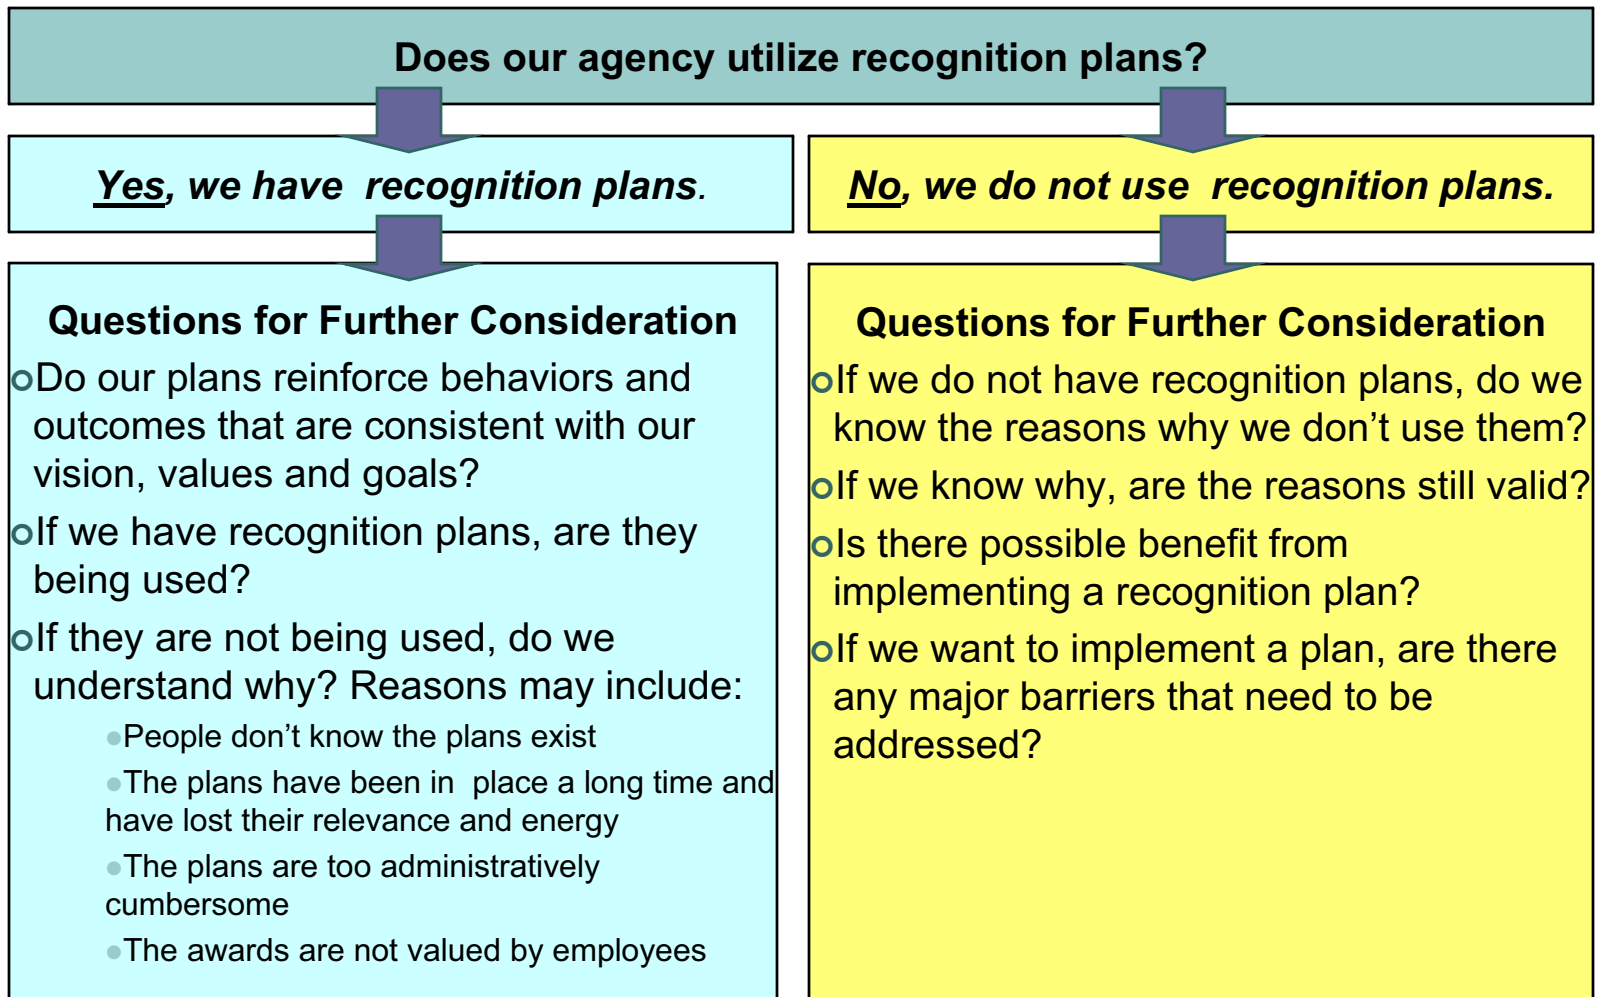 Does our agency utilize recognition plans?
Yes, we have recognition plans.
Questions for Further Consideration
Do our plans reinforce behaviors and
outcomes that are consistent with our
vision, values and goals?
If we have recognition plans, are they
being used?
If they are not being used, do we
understand why? Reasons may include:
People don’t know the plans exist
The plans have been in place a long time and
have lost their relevance and energy
The plans are too administratively
cumbersome
The awards are not valued by employees
No, we do not use recognition plans.
Questions for Further Consideration
If we do not have recognition plans, do we
know the reasons why we don’t use them?
If we know why, are the reasons still valid?
Is there possible benefit from
implementing a recognition plan?
If we want to implement a plan, are there
any major barriers that need to be
addressed?